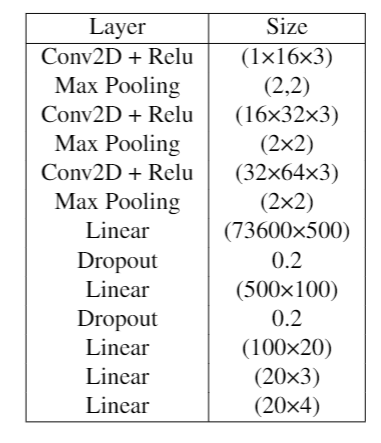 Layer Size
Conv2D + Relu (1×16×3)
Max Pooling (2,2)
Conv2D + Relu (16×32×3)
Max Pooling (2×2)
Conv2D + Relu (32×64×3)
Max Pooling (2×2)
Linear (73600×500)
Dropout 0.2
Linear (500×100)
Dropout 0.2
Linear (100×20)
Linear (20×3)
Linear (20×4)